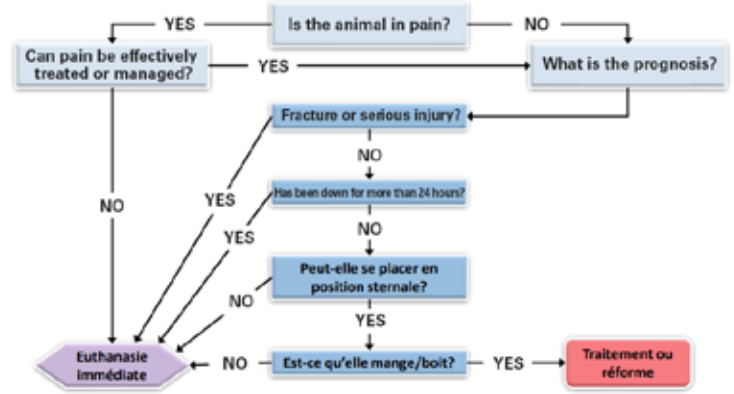 YES
Is the animal in pain?
NO
Can pain be effectively
treated or managed?
YES
What is the prognosis?
Fracture or serious injury?
NO
YES
NO
Has been down for more than 24 hours?
YES
NO
Peut-elle se placer en
position sternale?
NO
YES
Euthanasie
immédiate
NO
Est-ce qu'elle mange/boit?
YES
Traitement ou
réforme